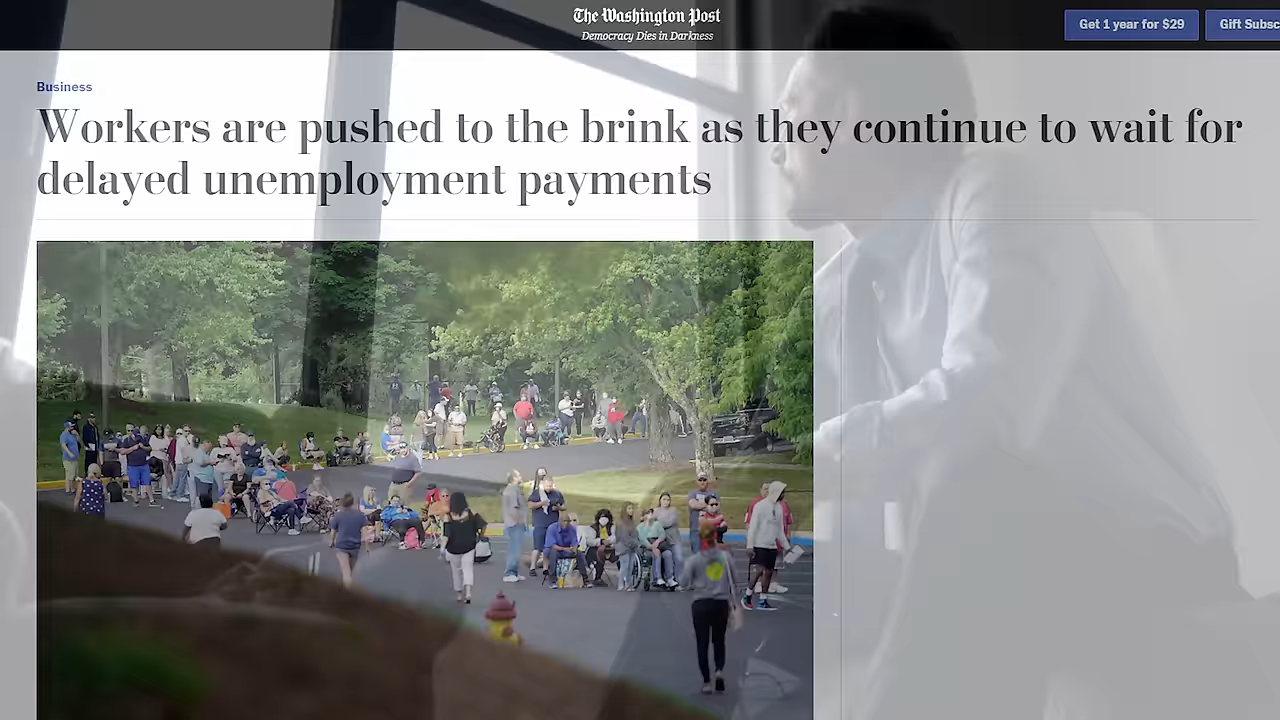 The Washington Post
Democracy Dies in Darkness
Get 1 year for $29
Gift Subsc
Business
Workers are pushed to the brink as they continue to wait for
delayed unemployment payments